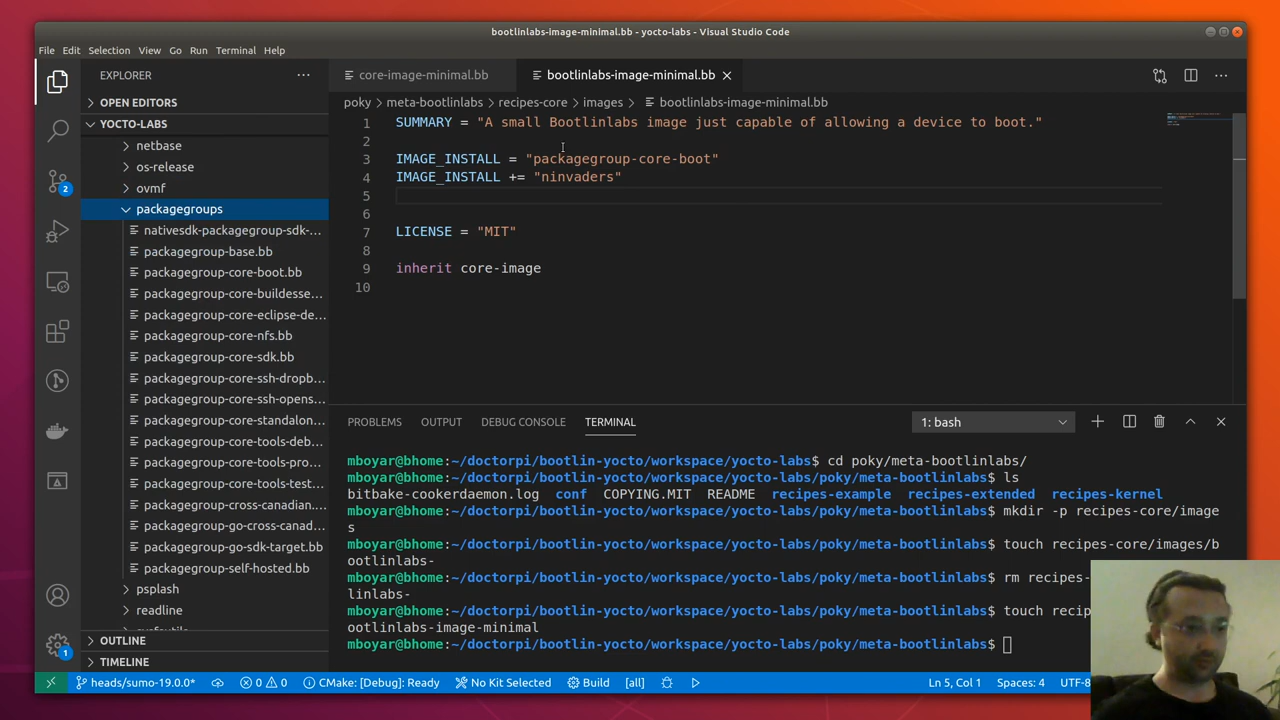 bootlinlabs-image-minimal.bb - yocto-labs - Visual Studio Code
File Edit Selection View Go Run Terminal Help
EXPLORER
OPEN EDITORS
YOCTO-LABS
netbase
os-release
ovmf
packagegroups
nativesdk-packagegroup-sdk-...
packagegroup-base.bb
packagegroup-core-boot.bb
packagegroup-core-buildesse...
packagegroup-core-eclipse-de...
packagegroup-core-nfs.bb
packagegroup-core-sdk.bb
packagegroup-core-ssh-dropb...
packagegroup-core-ssh-opens...
packagegroup-core-standalon...
packagegroup-core-tools-deb...
packagegroup-core-tools-pro...
packagegroup-core-tools-test...
packagegroup-cross-canadian....
packagegroup-go-cross-canad...
packagegroup-go-sdk-target.bb
packagegroup-self-hosted.bb
psplash
readline
OUTLINE
TIMELINE
2
1
core-image-minimal.bb bootlinlabs-image-minimal.bb
poky > meta-bootlinlabs > recipes-core > images > bootlinlabs-image-minimal.bb
1 SUMMARY = "A small Bootlinlabs image just capable of allowing a device to boot."
2
3 IMAGE_INSTALL = "packagegroup-core-boot"
4 IMAGE_INSTALL += "ninvaders"
5
6
7 LICENSE = "MIT"
8
9 inherit core-image
10
PROBLEMS OUTPUT DEBUG CONSOLE TERMINAL 1: bash
mboyar@bhome:~/doctorpi/bootlin-yocto/workspace/yocto-labs$ cd poky/meta-bootlinlabs/
mboyar@bhome:~/doctorpi/bootlin-yocto/workspace/yocto-labs/poky/meta-bootlinlabs$ ls
bitbake-cookerdaemon.log conf COPYING.MIT README recipes-example recipes-extended recipes-kernel
mboyar@bhome:~/doctorpi/bootlin-yocto/workspace/yocto-labs/poky/meta-bootlinlabs$ mkdir -p recipes-core/image
s
mboyar@bhome:~/doctorpi/bootlin-yocto/workspace/yocto-labs/poky/meta-bootlinlabs$ touch recipes-core/images/b
ootlinlabs-
mboyar@bhome:~/doctorpi/bootlin-yocto/workspace/yocto-labs/poky/meta-bootlinlabs$ rm recipes-
linlabs-
mboyar@bhome:~/doctorpi/bootlin-yocto/workspace/yocto-labs/poky/meta-bootlinlabs$ touch recip
ootlinlabs-image-minimal
mboyar@bhome:~/doctorpi/bootlin-yocto/workspace/yocto-labs/poky/meta-bootlinlabs$
heads/sumo-19.0.0* 0 0 CMake: [Debug]: Ready No Kit Selected Build [all] Ln 5, Col 1 Spaces: 4 UTF-8